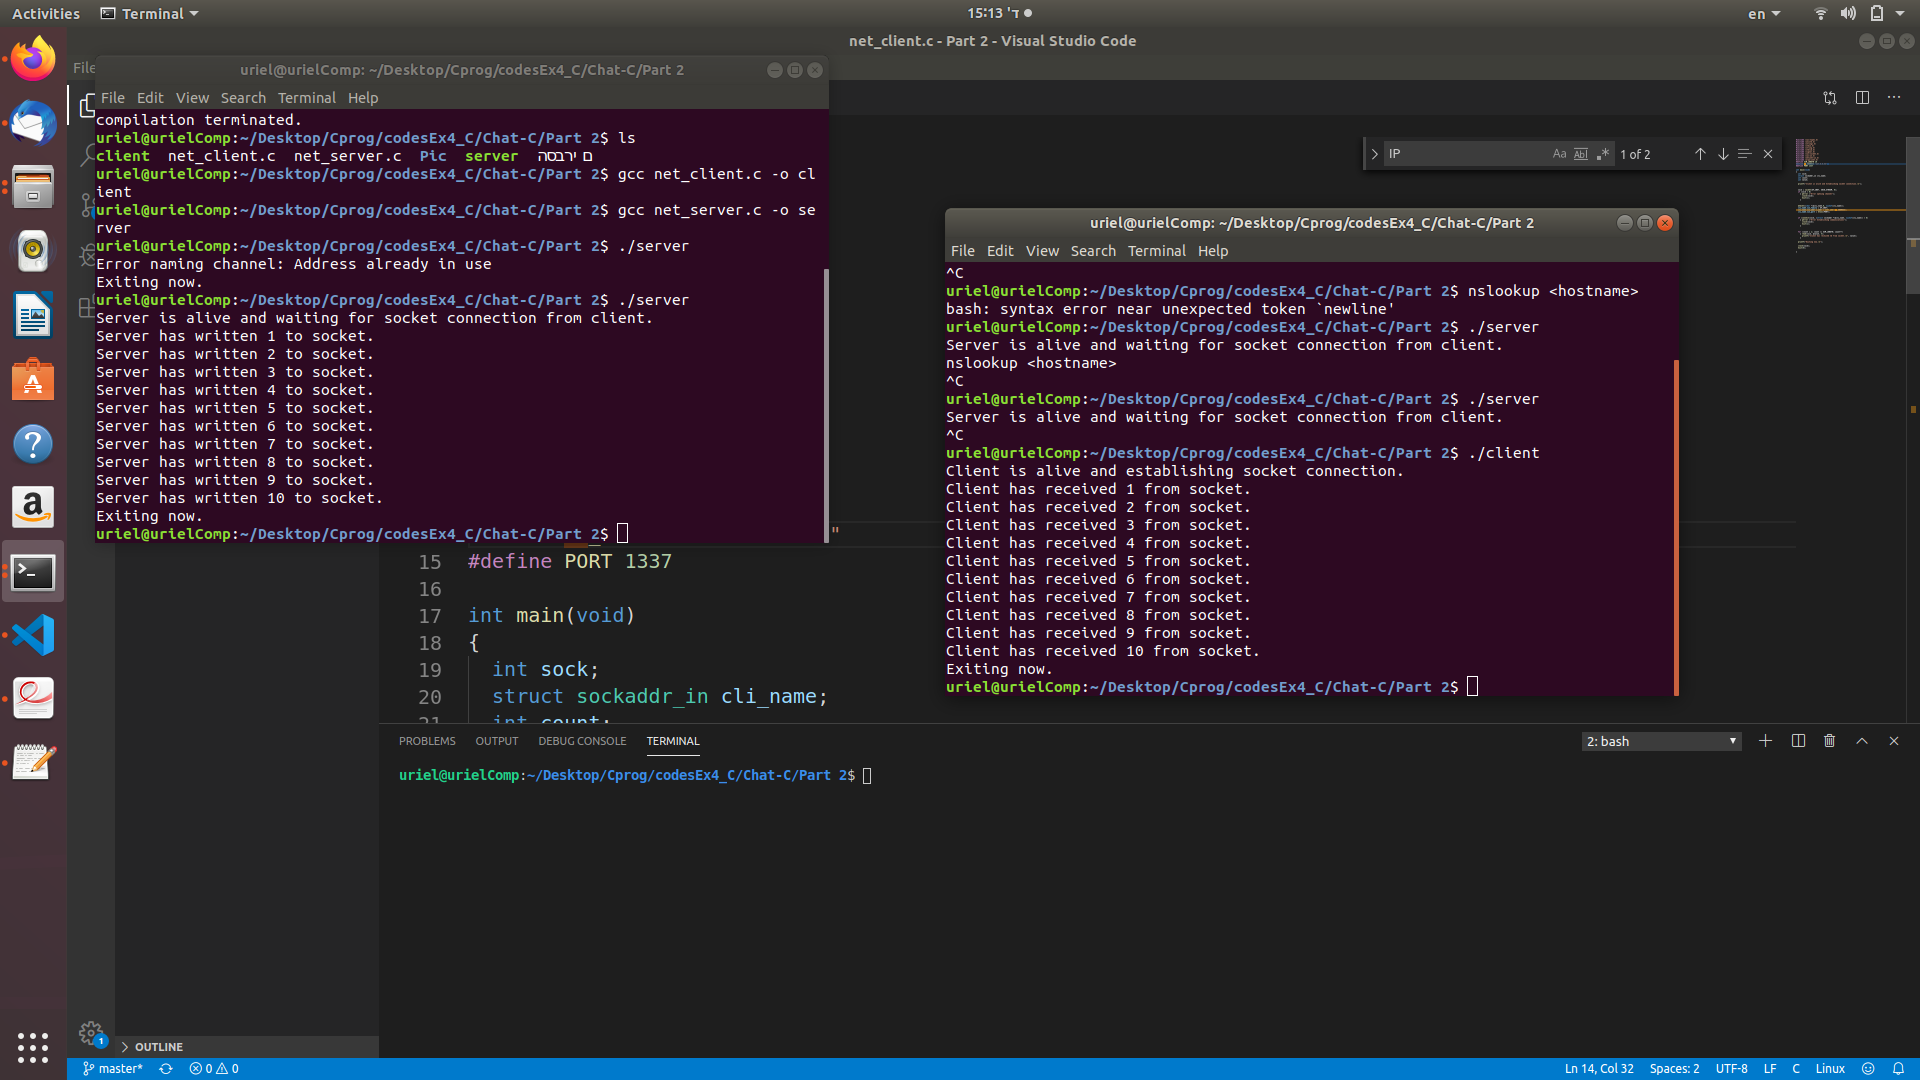 Activities
Terminal
15:13 ד'
en
net_client.c - Part 2 - Visual Studio Code
File
uriel@urielComp: ~/Desktop/Cprog/codesEx4_C/Chat-C/Part 2
File Edit View Search Terminal Help
compilation terminated.
uriel@urielComp:~/Desktop/Cprog/codesEx4_C/Chat-C/Part 2$ ls
client net_client.c net_server.c Pic server הסברי ם
uriel@urielComp:~/Desktop/Cprog/codesEx4_C/Chat-C/Part 2$ gcc net_client.c -o cl
ient
uriel@urielComp:~/Desktop/Cprog/codesEx4_C/Chat-C/Part 2$ gcc net_server.c -o se
rver
uriel@urielComp:~/Desktop/Cprog/codesEx4_C/Chat-C/Part 2$ ./server
Error naming channel: Address already in use
Exiting now.
uriel@urielComp:~/Desktop/Cprog/codesEx4_C/Chat-C/Part 2$ ./server
Server is alive and waiting for socket connection from client.
Server has written 1 to socket.
Server has written 2 to socket.
Server has written 3 to socket.
Server has written 4 to socket.
Server has written 5 to socket.
Server has written 6 to socket.
Server has written 7 to socket.
Server has written 8 to socket.
Server has written 9 to socket.
Server has written 10 to socket.
Exiting now.
uriel@urielComp:~/Desktop/Cprog/codesEx4_C/Chat-C/Part 2$
IP
Aa Abl .* 1 of 2
uriel@urielComp: ~/Desktop/Cprog/codesEx4_C/Chat-C/Part 2
File Edit View Search Terminal Help
^C
uriel@urielComp:~/Desktop/Cprog/codesEx4_C/Chat-C/Part 2$ nslookup <hostname>
bash: syntax error near unexpected token `newline'
uriel@urielComp:~/Desktop/Cprog/codesEx4_C/Chat-C/Part 2$ ./server
Server is alive and waiting for socket connection from client.
nslookup <hostname>
^C
uriel@urielComp:~/Desktop/Cprog/codesEx4_C/Chat-C/Part 2$ ./server
Server is alive and waiting for socket connection from client.
^C
uriel@urielComp:~/Desktop/Cprog/codesEx4_C/Chat-C/Part 2$ ./client
Client is alive and establishing socket connection.
Client has received 1 from socket.
Client has received 2 from socket.
Client has received 3 from socket.
Client has received 4 from socket.
Client has received 5 from socket.
Client has received 6 from socket.
Client has received 7 from socket.
Client has received 8 from socket.
Client has received 9 from socket.
Client has received 10 from socket.
Exiting now.
uriel@urielComp:~/Desktop/Cprog/codesEx4_C/Chat-C/Part 2$
"
15 #define PORT 1337
16
17 int main(void)
18 {
19 int sock;
20 struct sockaddr_in cli_name;
21 int count;
PROBLEMS OUTPUT DEBUG CONSOLE TERMINAL
2: bash
uriel@urielComp:~/Desktop/Cprog/codesEx4_C/Chat-C/Part 2$
1
OUTLINE
master* 0 0
Ln 14, Col 32 Spaces: 2 UTF-8 LF C Linux